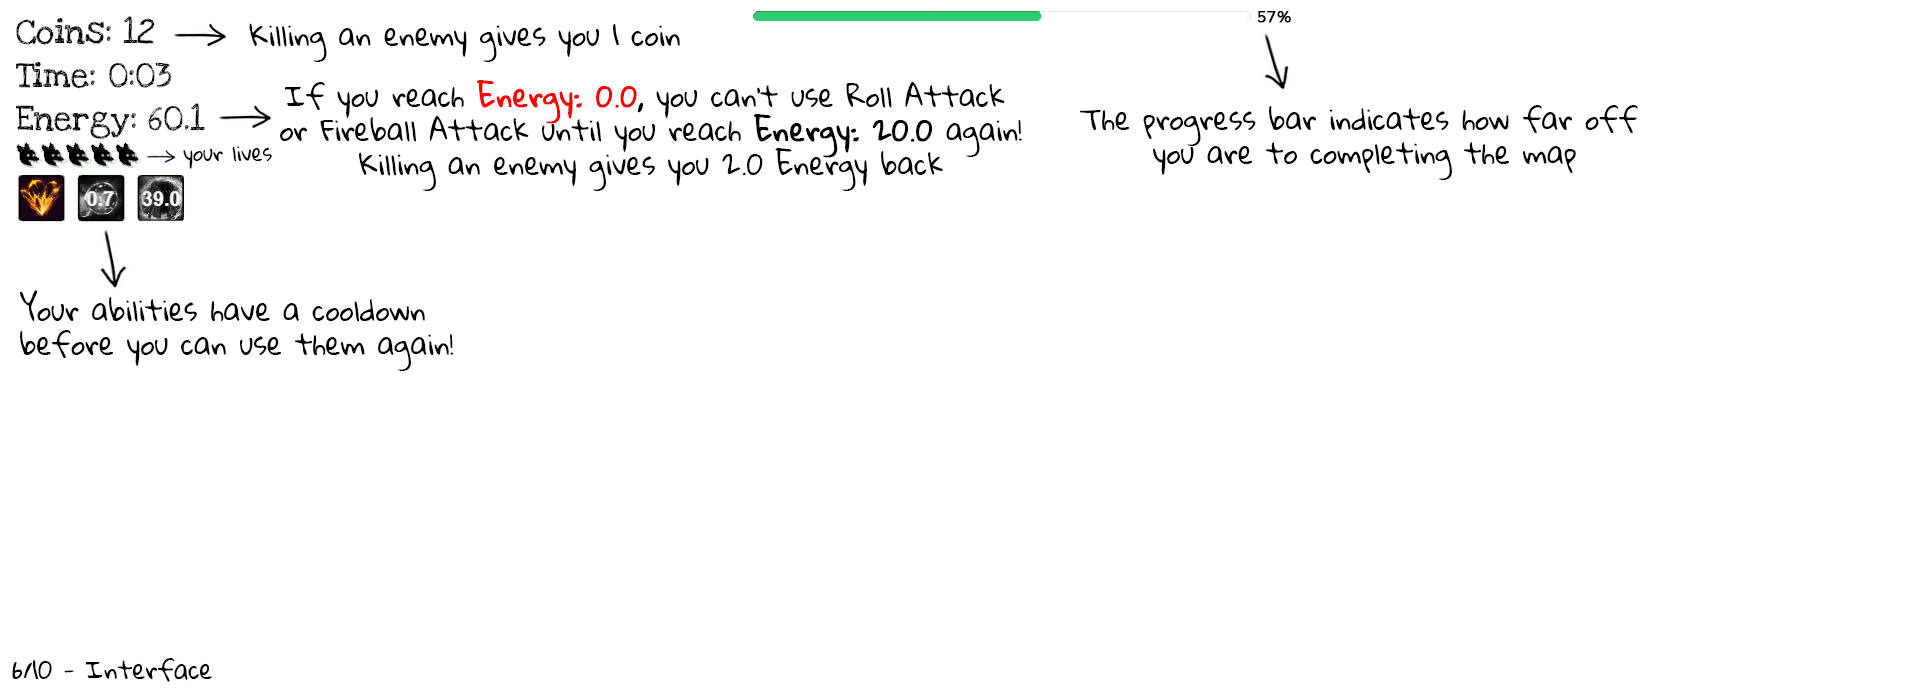 Coins: 12
Killing an enemy gives you 1 coin
57%
Time: 0:03
Energy: 60.1
If you reach Energy: 0.0, you can't use Roll Attack
or Fireball Attack until you reach Energy: 20.0 again!
Killing an enemy gives you 2.0 Energy back
your lives
The progress bar indicates how far off
you are to completing the map
0.7
39.0
Your abilities have a cooldown
before you can use them again!
6/10 - Interface